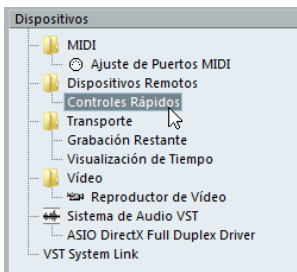 Dispositivos
MIDI
Ajuste de Puertos MIDI
Dispositivos Remotos
Controles Rápidos
Transporte
Grabación Restante
Visualización de Tiempo
Vídeo
Reproductor de Vídeo
Sistema de Audio VST
ASIO DirectX Full Duplex Driver
VST System Link